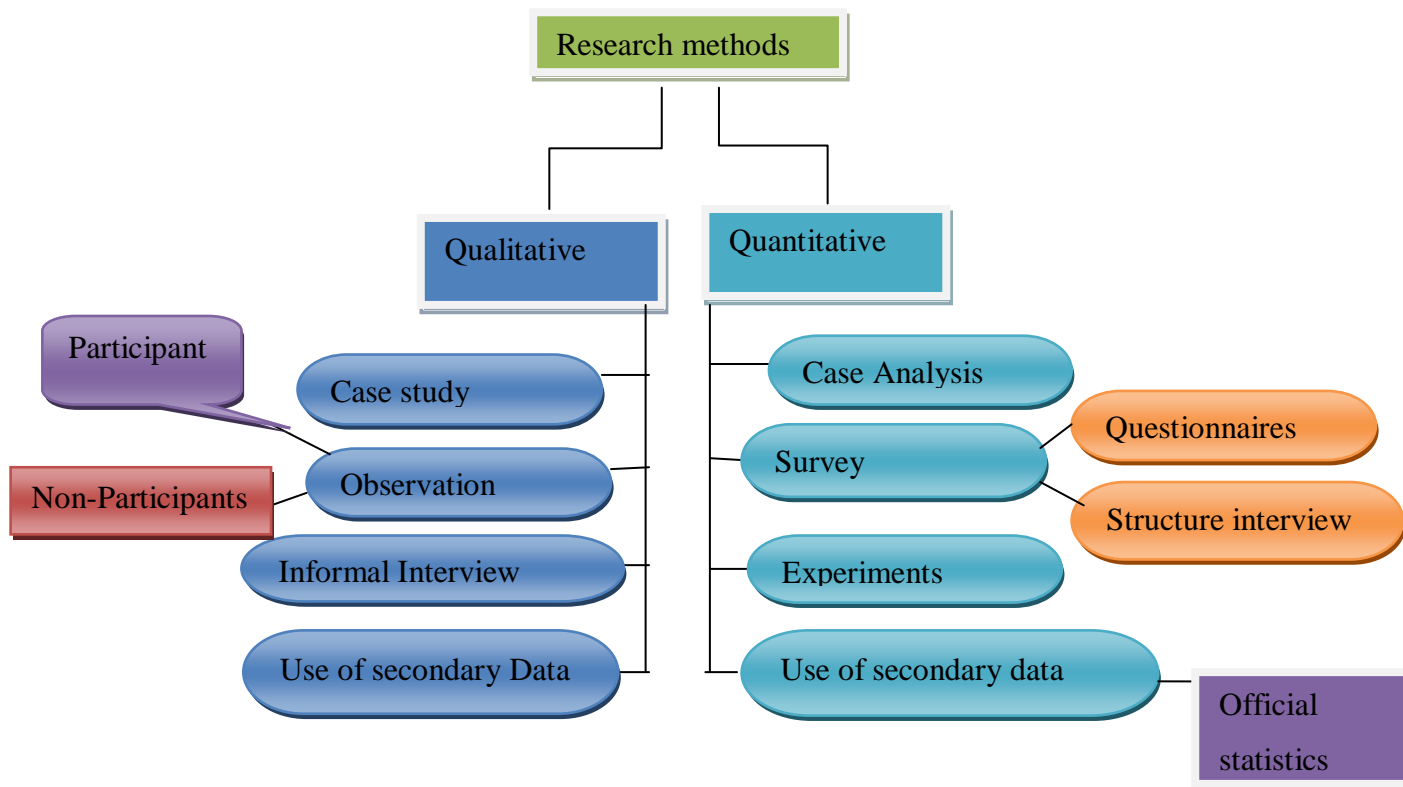 Research methods
Qualitative
Quantitative
Participant
Case study
Observation
Non-Participants
Informal Interview
Use of secondary Data
Case Analysis
Survey
Questionnaires
Structure interview
Experiments
Use of secondary data
Official
statistics